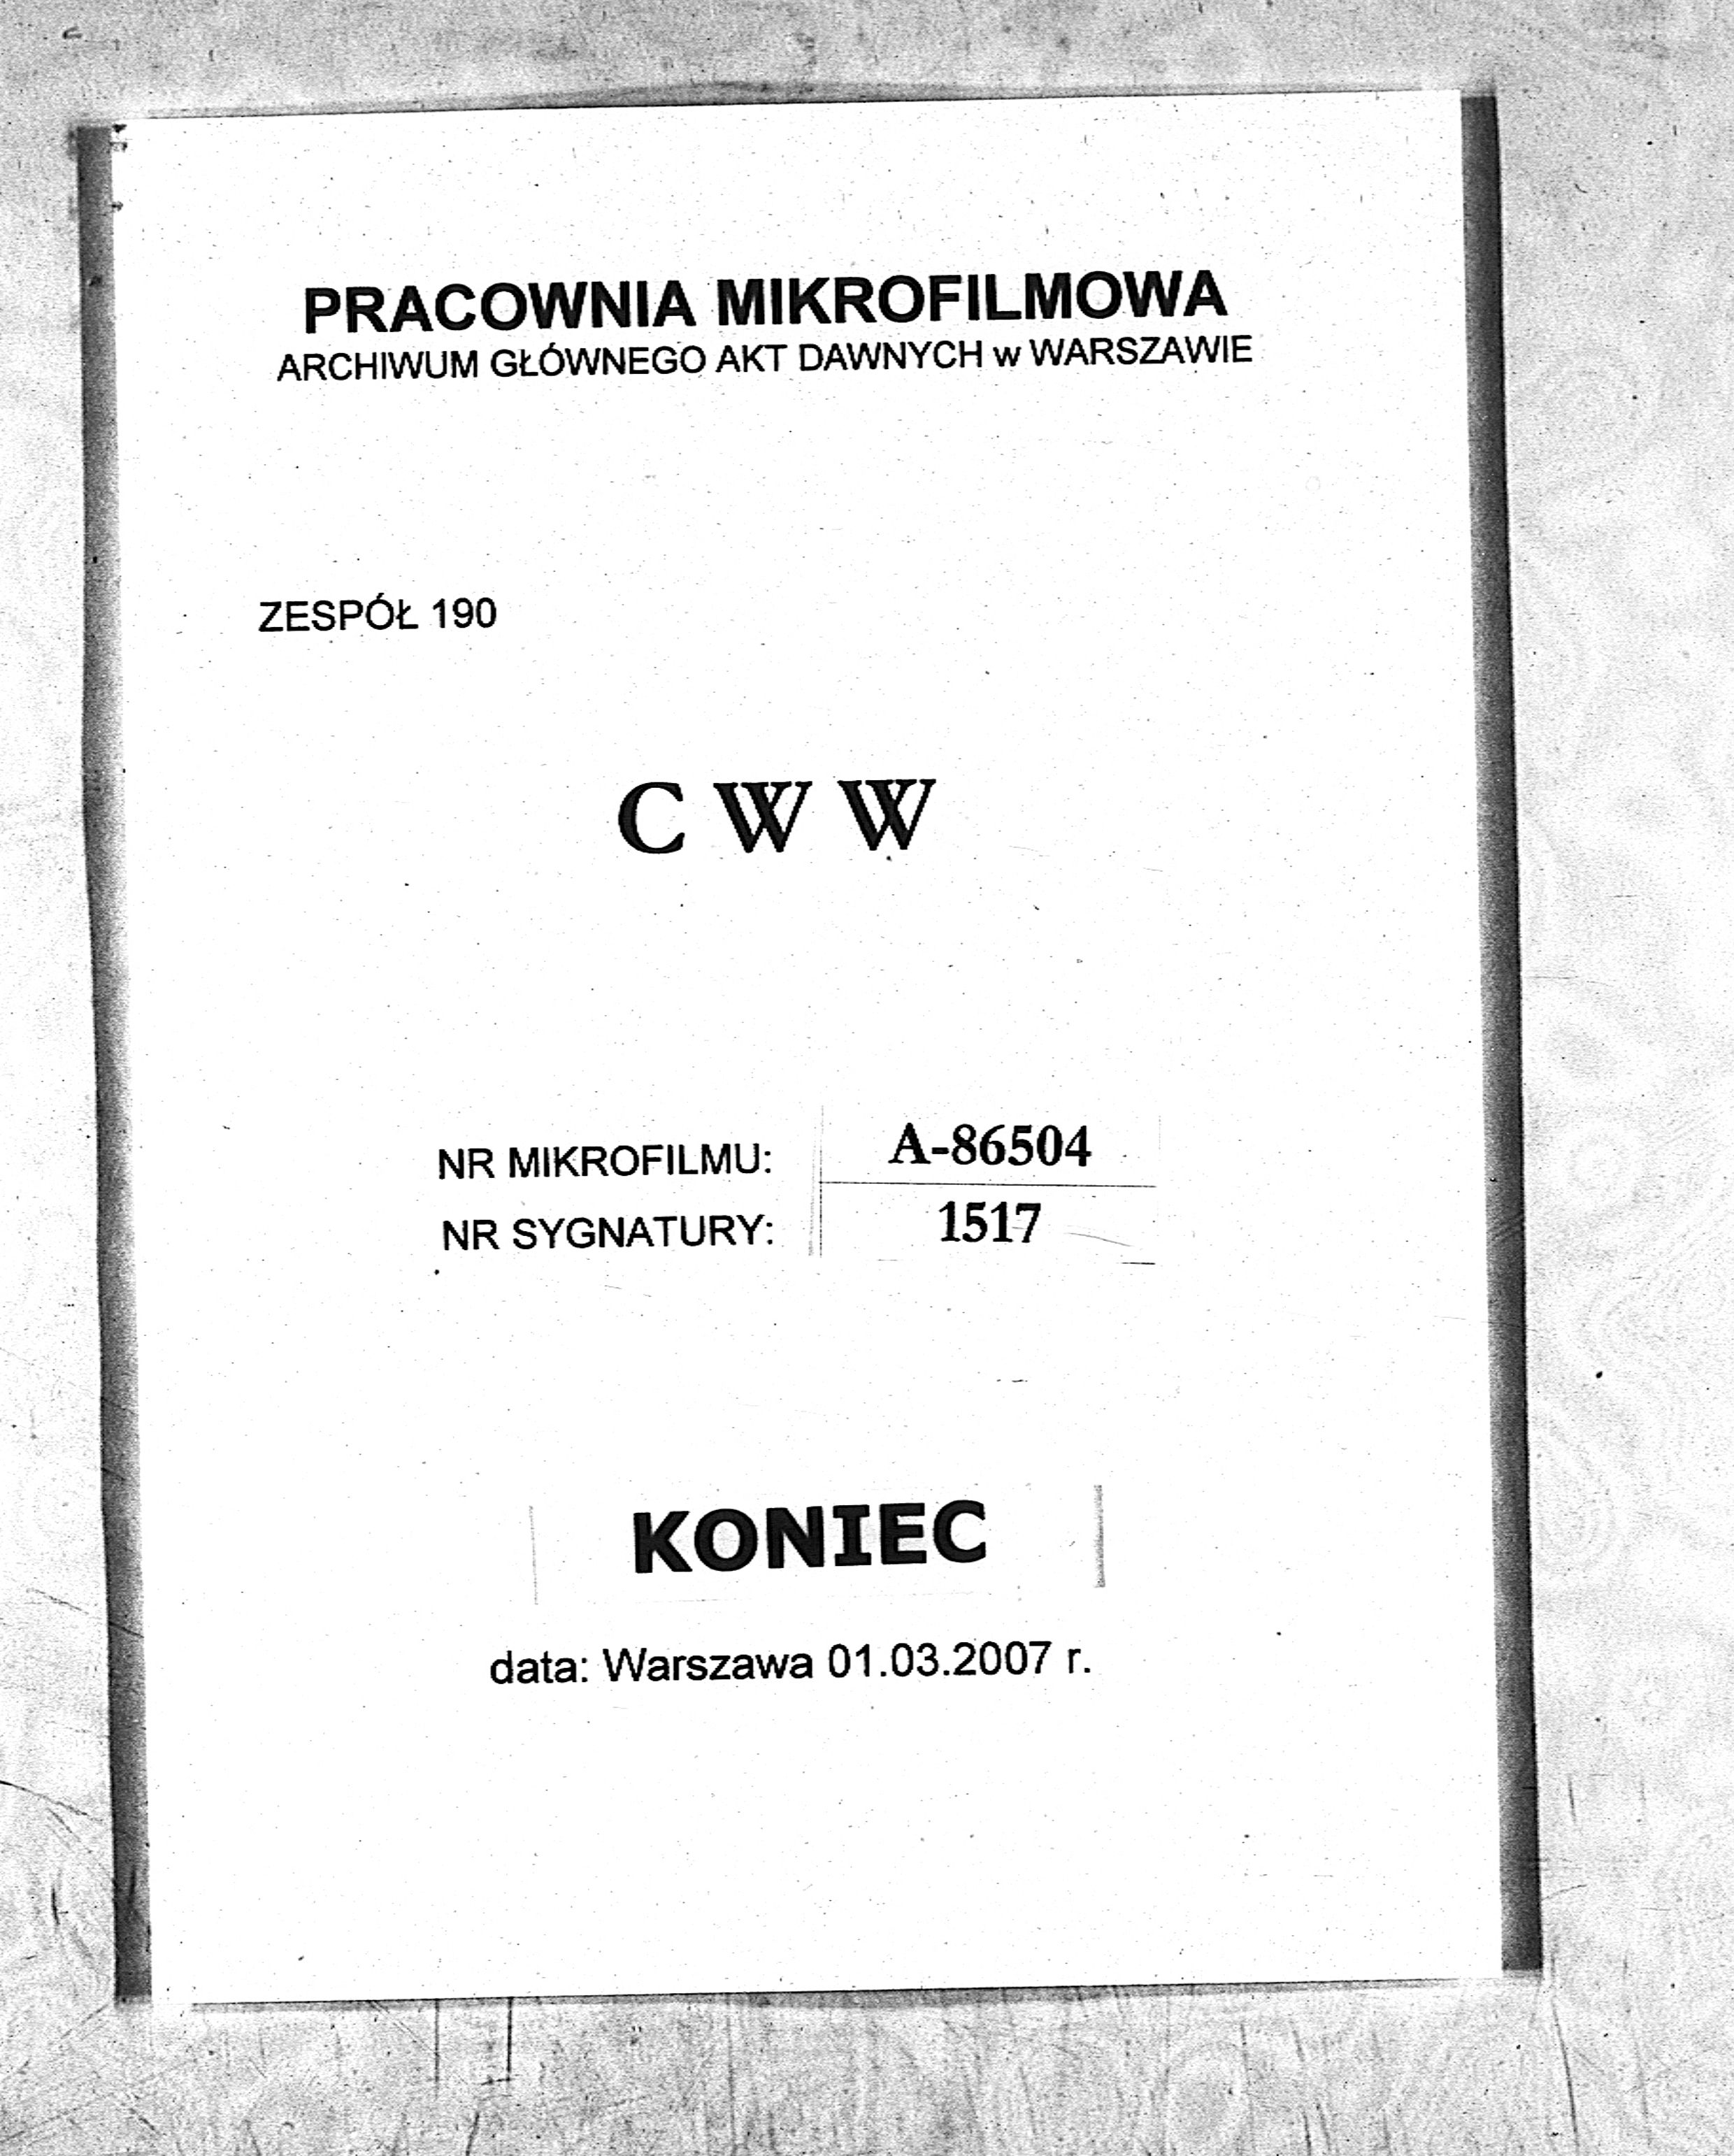 PRACOWNIA MIKROFILMOWA
ARCHIWUM GŁÓWNEGO AKT DAWNYCH w WARSZAWIE
ZESPÓŁ 190
C W W
NR MIKROFILMU: A-86504
NR SYGNATURY: 1517
KONIEC
data: Warszawa 01.03.2007 r.